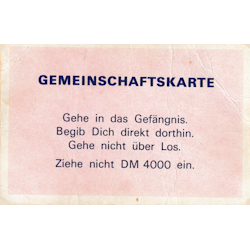 GEMEINSCHAFTSKARTE
Gehe in das Gefängnis.
Begib Dich direkt dorthin.
Gehe nicht über Los.
Ziehe nicht DM 4000 ein.